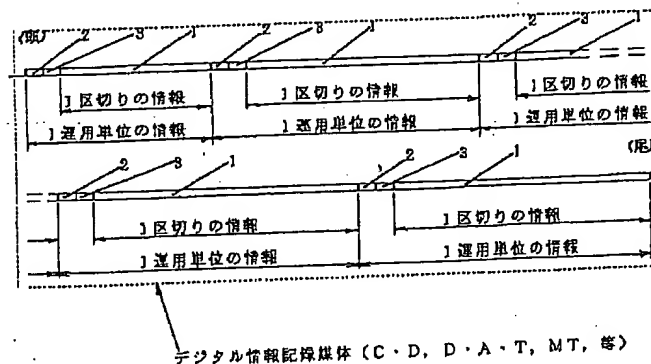 (頭)
2 3 1 2 3 1 2 3 1
1区切りの情報 1区切りの情報 1区切りの情報
1運用単位の情報 1運用単位の情報 1運用単位の情報
2 3 1 2 3 1
1区切りの情報 1区切りの情報
1運用単位の情報 1運用単位の情報
デジタル情報記録媒体 (C・D, D・A・T, MT, 等)